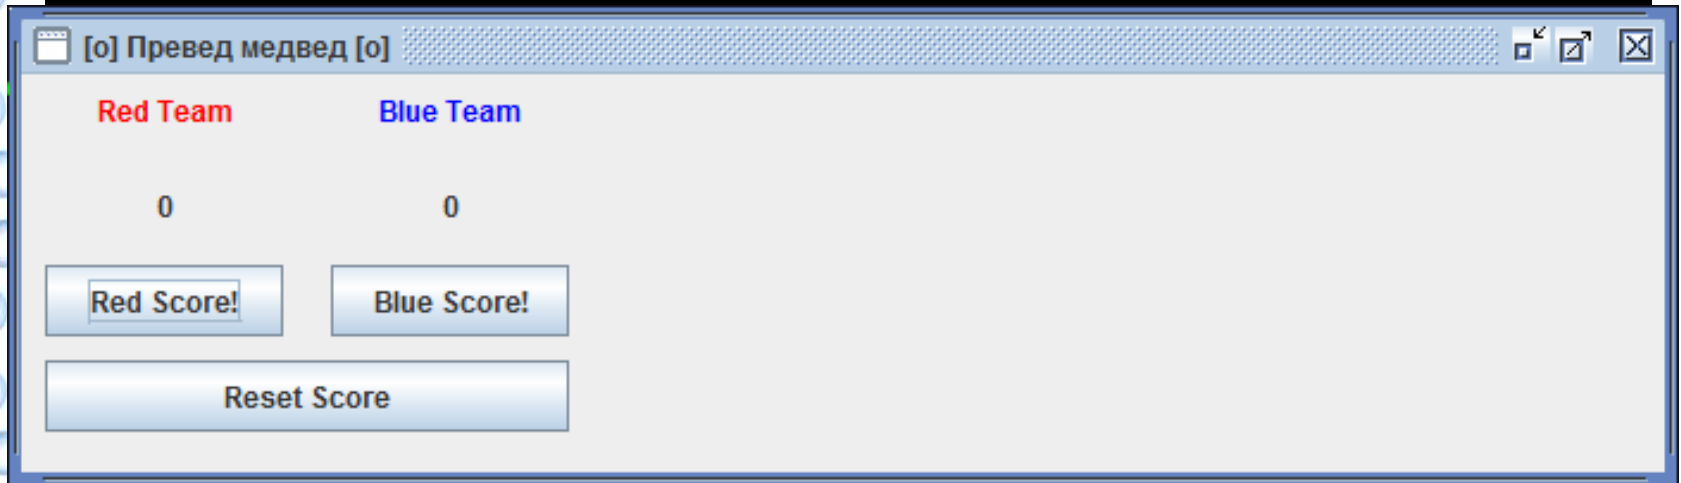 [o] Превед медвед [o]
Red Team Blue Team
0 0
Red Score! Blue Score!
Reset Score